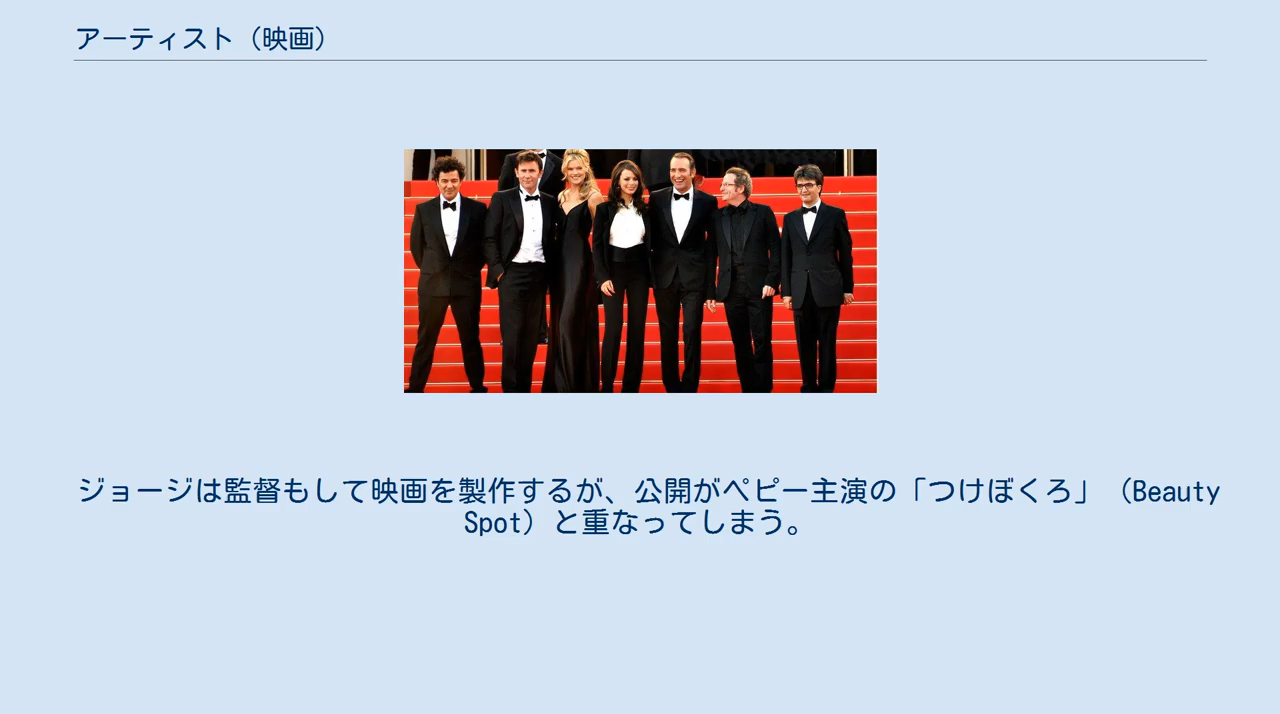 アーティスト（映画）
ジョージは監督もして映画を製作するが、公開がペピー主演の「つけぼくろ」（Beauty
Spot）と重なってしまう。